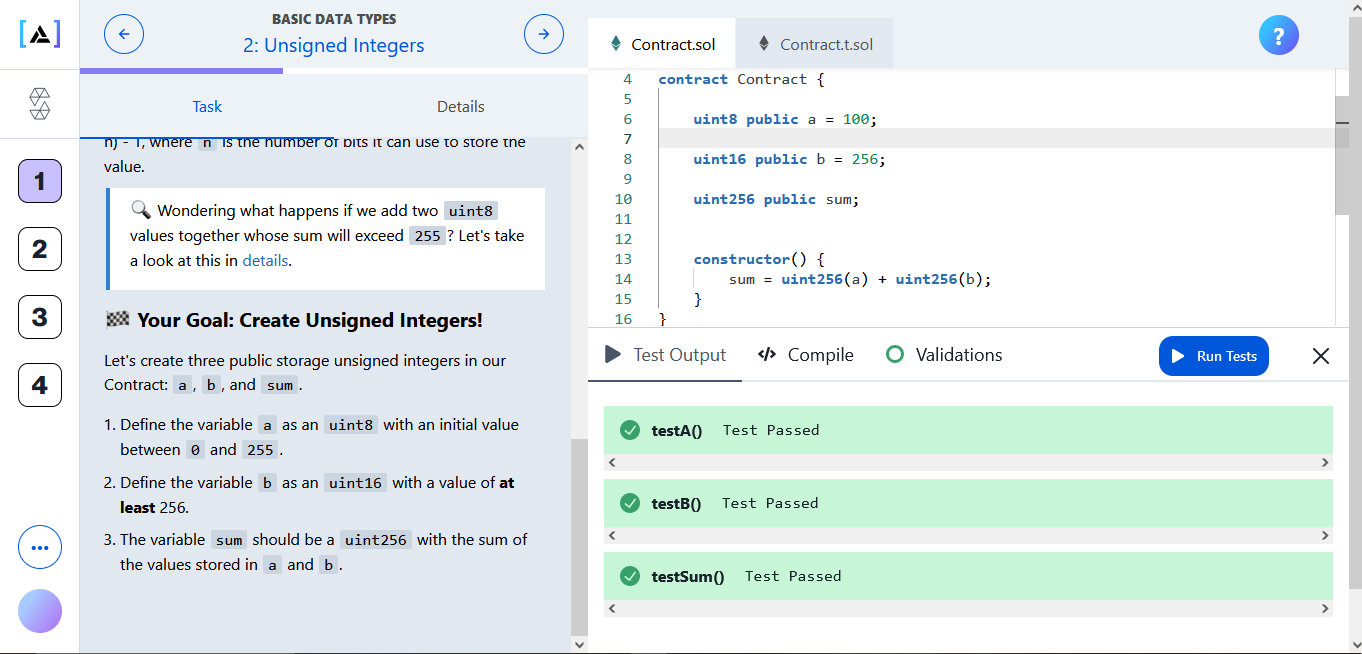 BASIC DATA TYPES
2: Unsigned Integers
Task
Details
1
2
3
4
n) - 1, where n is the number of bits it can use to store the
value.
🔍 Wondering what happens if we add two uint8
values together whose sum will exceed 255 ? Let's take
a look at this in details.
🏁 Your Goal: Create Unsigned Integers!
Let's create three public storage unsigned integers in our
Contract: a , b , and sum .
1. Define the variable a as an uint8 with an initial value
between 0 and 255 .
2. Define the variable b as an uint16 with a value of at
least 256.
3. The variable sum should be a uint256 with the sum of
the values stored in a and b .
Contract.sol
Contract.t.sol
?
4 contract Contract {
5
6 uint8 public a = 100;
7
8 uint16 public b = 256;
9
10 uint256 public sum;
11
12
13 constructor() {
14 sum = uint256(a) + uint256(b);
15 }
16 }
Test Output
</> Compile
Validations
Run Tests
testA() Test Passed
testB() Test Passed
testSum() Test Passed